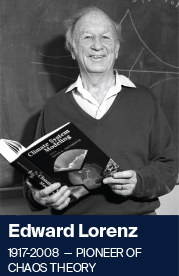 Climate System
Modeling
Edward Lorenz
1917-2008 — PIONEER OF
CHAOS THEORY